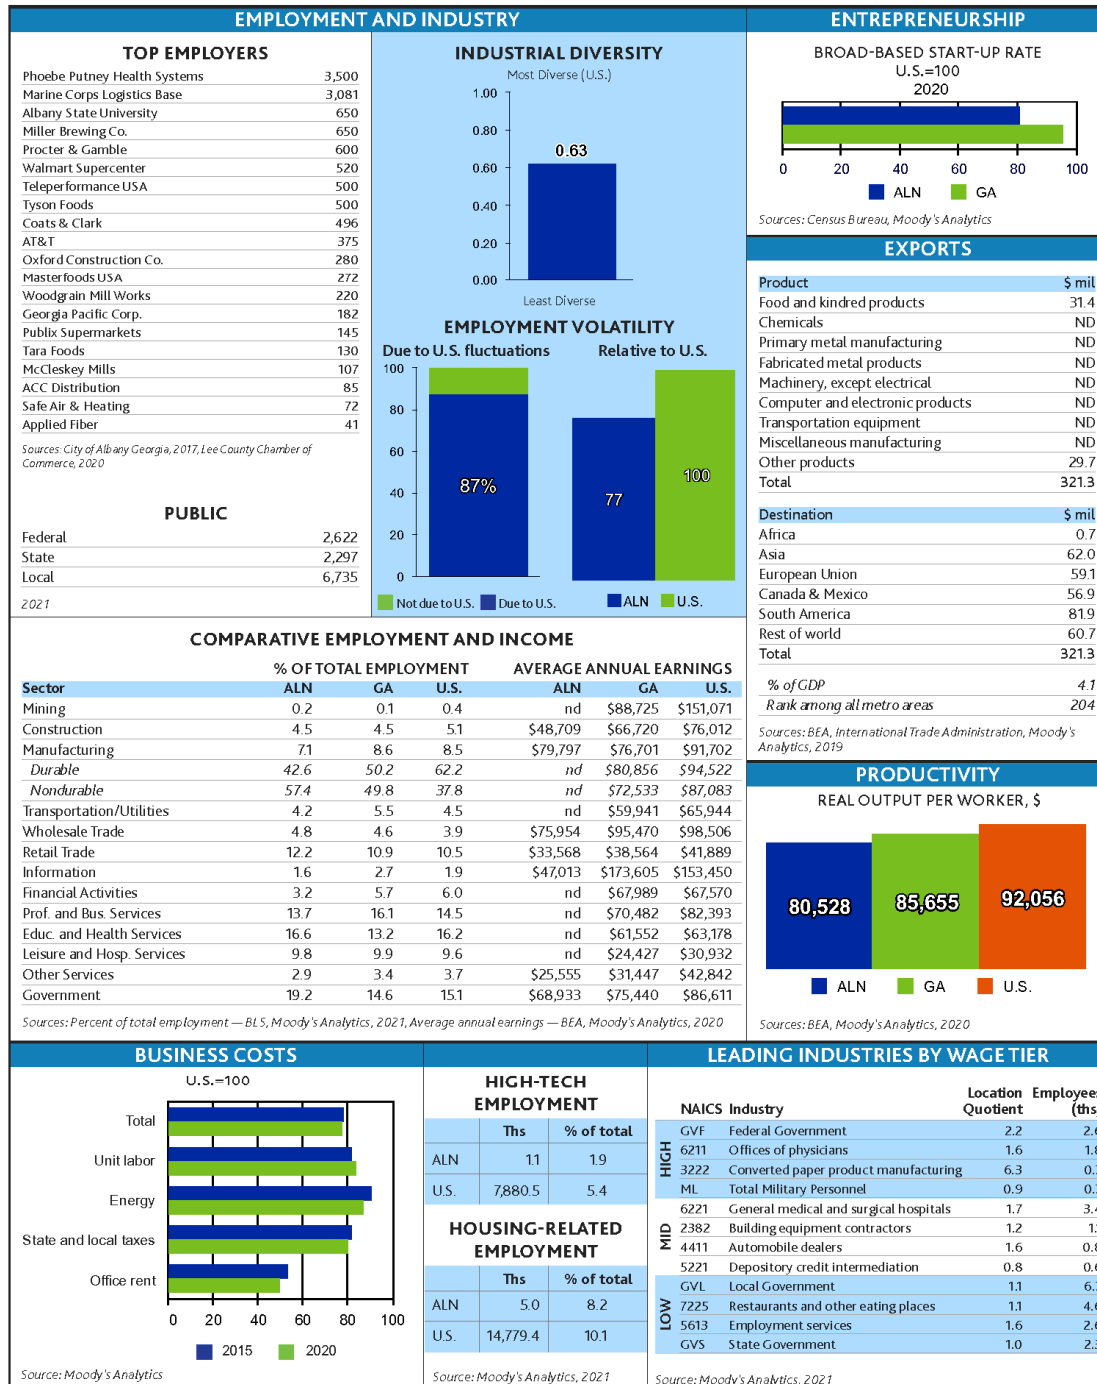 EMPLOYMENT AND INDUSTRY
TOP EMPLOYERS
Phoebe Putney Health Systems 3,500
Marine Corps Logistics Base 3,081
Albany State University 650
Miller Brewing Co. 650
Procter & Gamble 600
Walmart Supercenter 520
Teleperformance USA 500
Tyson Foods 500
Coats & Clark 496
AT&T 375
Oxford Construction Co. 280
Masterfoods USA 272
Woodgrain Mill Works 220
Georgia Pacific Corp. 182
Publix Supermarkets 145
Tara Foods 130
McCleskey Mills 107
ACC Distribution 85
Safe Air & Heating 72
Applied Fiber 41
Sources: City of Albany Georgia, 2017, Lee County Chamber of
Commerce, 2020
PUBLIC
Federal 2,622
State 2,297
Local 6,735
2021
INDUSTRIAL DIVERSITY
Most Diverse (U.S.)
1.00
0.80
0.63
0.60
0.40
0.20
0.00
Least Diverse
EMPLOYMENT VOLATILITY
Due to U.S. fluctuations Relative to U.S.
100
80
60
40
20
0
87%
77
100
Not due to U.S. Due to U.S.
ALN U.S.
ENTREPRENEURSHIP
BROAD-BASED START-UP RATE
U.S.=100
2020
0 20 40 60 80 100
ALN GA
Sources: Census Bureau, Moody's Analytics
EXPORTS
Product $ mil
Food and kindred products 31.4
Chemicals ND
Primary metal manufacturing ND
Fabricated metal products ND
Machinery, except electrical ND
Computer and electronic products ND
Transportation equipment ND
Miscellaneous manufacturing ND
Other products 29.7
Total 321.3
Destination $ mil
Africa 0.7
Asia 62.0
European Union 59.1
Canada & Mexico 56.9
South America 81.9
Rest of world 60.7
Total 321.3
% of GDP 4.1
Rank among all metro areas 204
Sources: BEA, International Trade Administration, Moody's
Analytics, 2019
COMPARATIVE EMPLOYMENT AND INCOME
% OF TOTAL EMPLOYMENT AVERAGE ANNUAL EARNINGS
Sector ALN GA U.S. ALN GA U.S.
Mining 0.2 0.1 0.4 nd $88,725 $151,071
Construction 4.5 4.5 5.1 $48,709 $66,720 $76,012
Manufacturing 7.1 8.6 8.5 $79,797 $76,701 $91,702
Durable 42.6 50.2 62.2 nd $80,856 $94,522
Nondurable 57.4 49.8 37.8 nd $72,533 $87,083
Transportation/Utilities 4.2 5.5 4.5 nd $59,941 $65,944
Wholesale Trade 4.8 4.6 3.9 $75,954 $95,470 $98,506
Retail Trade 12.2 10.9 10.5 $33,568 $38,564 $41,889
Information 1.6 2.7 1.9 $47,013 $173,605 $153,450
Financial Activities 3.2 5.7 6.0 nd $67,989 $67,570
Prof. and Bus. Services 13.7 16.1 14.5 nd $70,482 $82,393
Educ. and Health Services 16.6 13.2 16.2 nd $61,552 $63,178
Leisure and Hosp. Services 9.8 9.9 9.6 nd $24,427 $30,932
Other Services 2.9 3.4 3.7 $25,555 $31,447 $42,842
Government 19.2 14.6 15.1 $68,933 $75,440 $86,611
Sources: Percent of total employment — BLS, Moody's Analytics, 2021, Average annual earnings — BEA, Moody's Analytics, 2020
PRODUCTIVITY
REAL OUTPUT PER WORKER, $
80,528 85,655 92,056
ALN GA U.S.
Sources: BEA, Moody's Analytics, 2020
BUSINESS COSTS
U.S.=100
Total
Unit labor
Energy
State and local taxes
Office rent
0 20 40 60 80 100
2015 2020
Source: Moody's Analytics
HIGH-TECH
EMPLOYMENT
Ths % of total
ALN 1.1 1.9
U.S. 7,880.5 5.4
HOUSING-RELATED
EMPLOYMENT
Ths % of total
ALN 5.0 8.2
U.S. 14,779.4 10.1
Source: Moody's Analytics, 2021
LEADING INDUSTRIES BY WAGE TIER
Location Employees
NAICS Industry Quotient (ths
HIGH
GVF Federal Government 2.2 2.6
6211 Offices of physicians 1.6 1.8
3222 Converted paper product manufacturing 6.3 0.
ML Total Military Personnel 0.9 0.
MID
6221 General medical and surgical hospitals 1.7 3.4
2382 Building equipment contractors 1.2 1.
4411 Automobile dealers 1.6 0.8
5221 Depository credit intermediation 0.8 0.6
LOW
GVL Local Government 1.1 6.
7225 Restaurants and other eating places 1.1 4.6
5613 Employment services 1.6 2.6
GVS State Government 1.0 2.
Source: Moody's Analytics, 2021